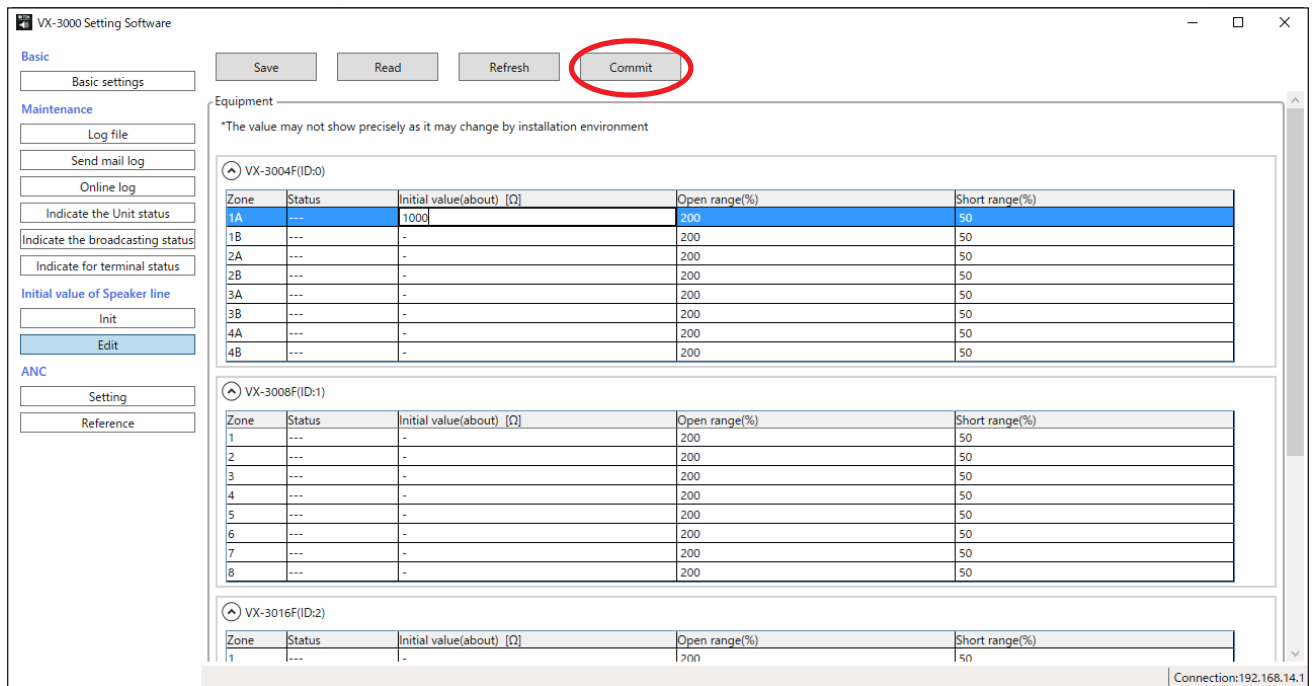 VX-3000 Setting Software
Basic
Basic settings
Maintenance
Log file
Send mail log
Online log
Indicate the Unit status
Indicate the broadcasting status
Indicate for terminal status
Initial value of Speaker line
Init
Edit
ANC
Setting
Reference
Save Read Refresh Commit
Equipment
*The value may not show precisely as it may change by installation environment
VX-3004F(ID:0)
Zone Status Initial value(about) [Ω] Open range(%) Short range(%)
1A --- 1000 200 50
1B --- - 200 50
2A --- - 200 50
2B --- - 200 50
3A --- - 200 50
3B --- - 200 50
4A --- - 200 50
4B --- - 200 50
VX-3008F(ID:1)
Zone Status Initial value(about) [Ω] Open range(%) Short range(%)
1 --- - 200 50
2 --- - 200 50
3 --- - 200 50
4 --- - 200 50
5 --- - 200 50
6 --- - 200 50
7 --- - 200 50
8 --- - 200 50
VX-3016F(ID:2)
Zone Status Initial value(about) [Ω] Open range(%) Short range(%)
1 --- - 200 50
Connection:192.168.14.1